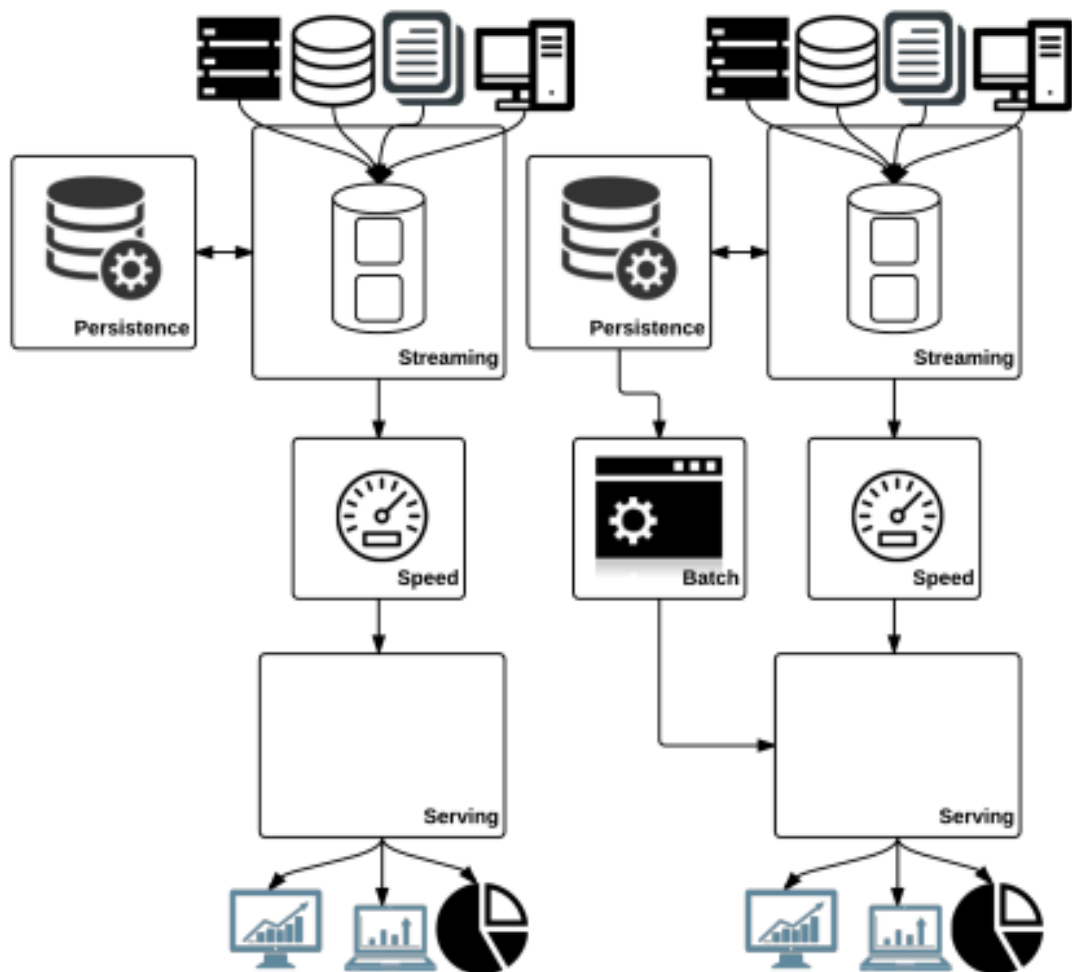 Persistence
Streaming
Persistence
Streaming
Speed
Batch
Speed
Serving
Serving